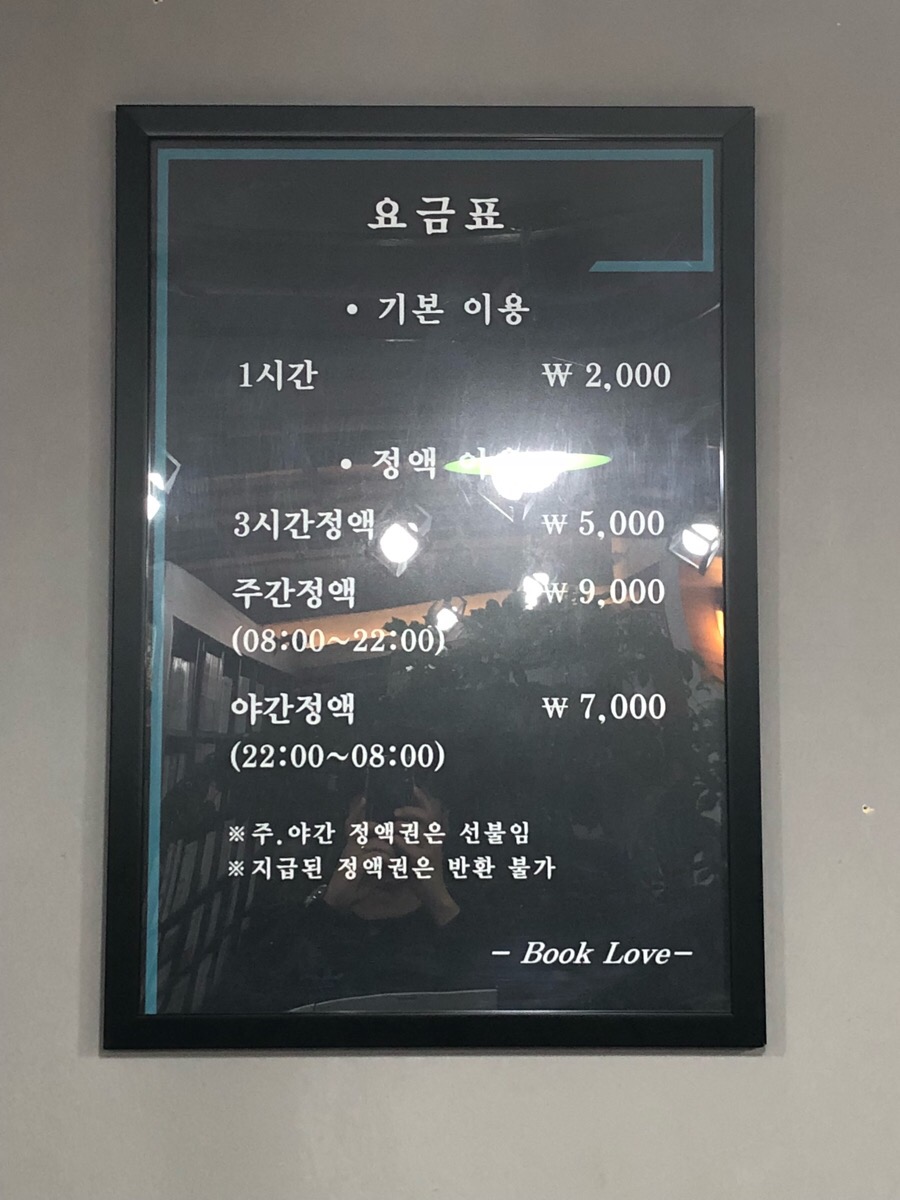 요금표
• 기본 이용
1시간 ₩ 2,000
• 정액
3시간정액 ₩ 5,000
주간정액 ₩ 9,000
(08:00~22:00)
야간정액 ₩ 7,000
(22:00~08:00)
※주.야간 정액권은 선불임
※지급된 정액권은 반환 불가
- Book Love-